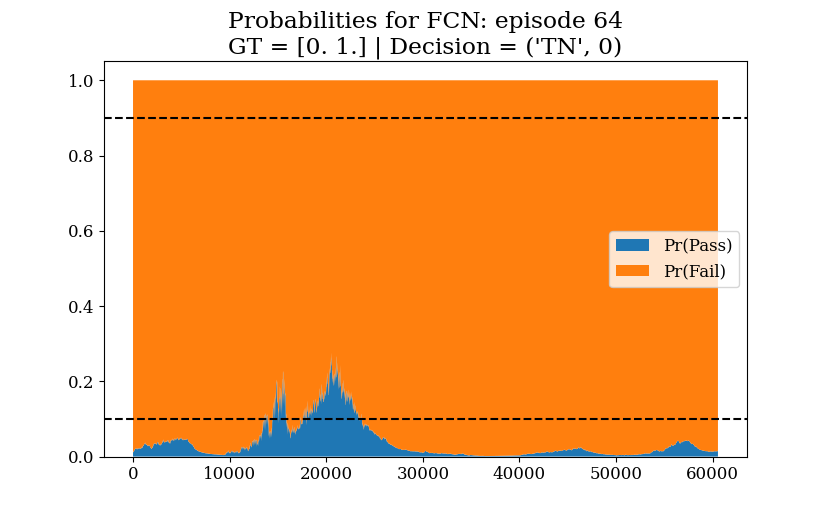 Probabilities for FCN: episode 64
GT = [0. 1.] | Decision = ('TN', 0)
1.0
0.8
0.6
0.4
0.2
0.0
Pr(Pass)
Pr(Fail)
0 10000 20000 30000 40000 50000 60000